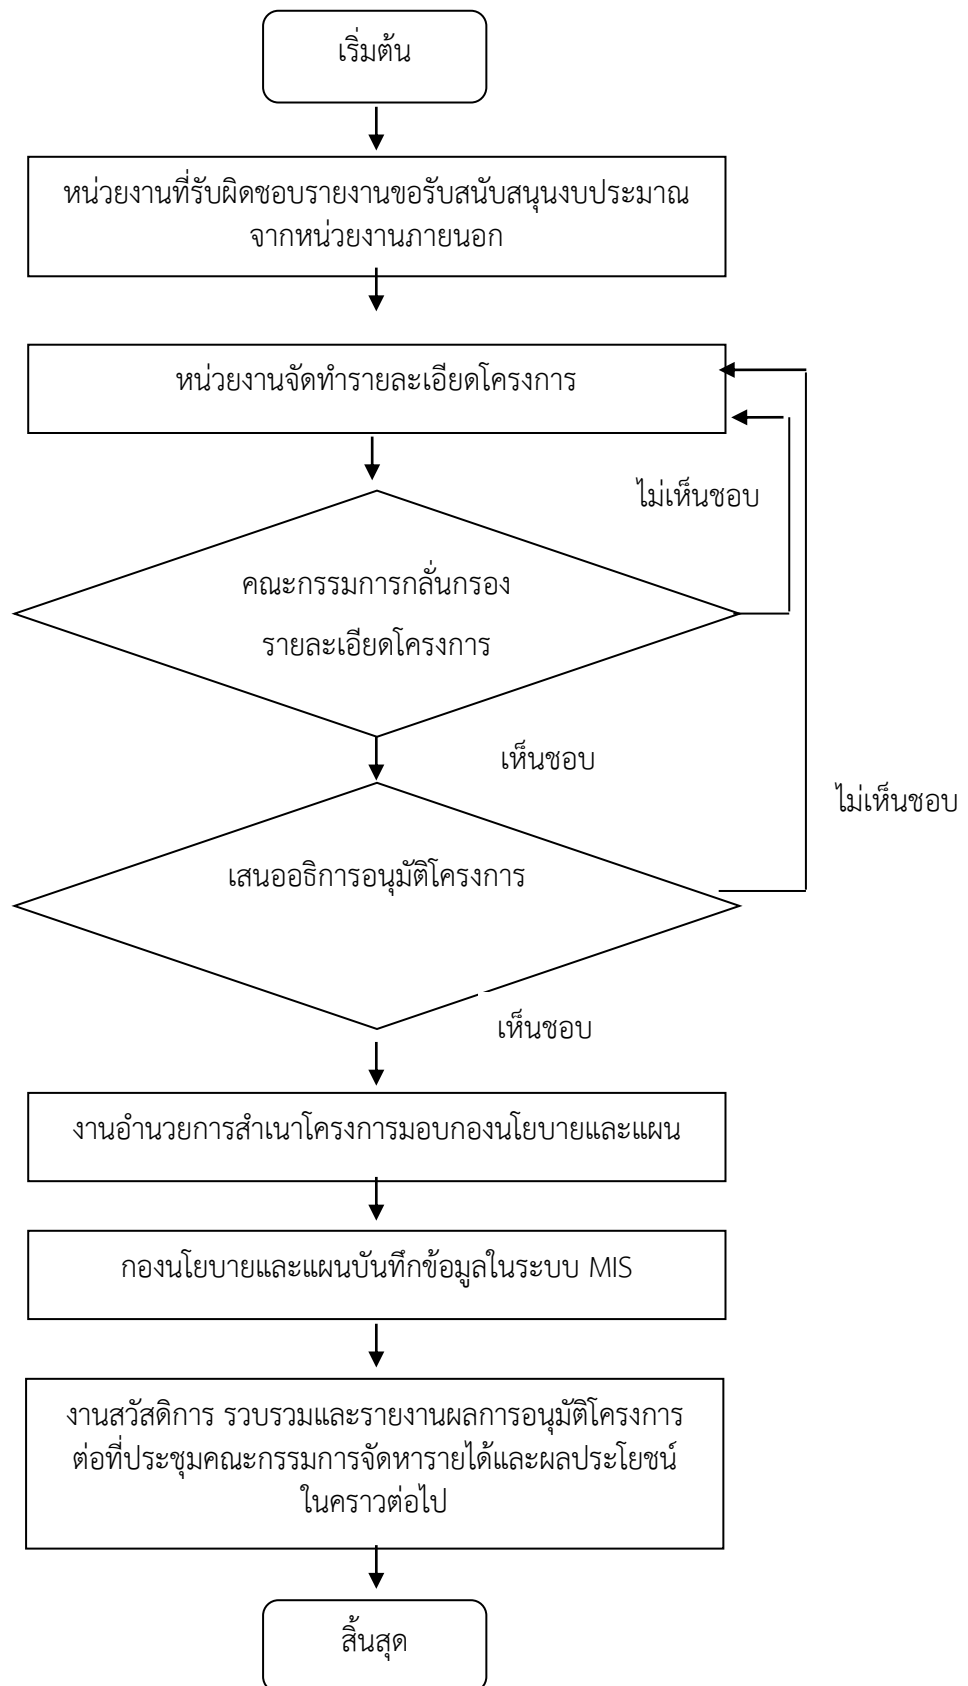 เริ่มต้น
หน่วยงานที่รับผิดชอบรายงานขอรับสนับสนุนงบประมาณ
จากหน่วยงานภายนอก
หน่วยงานจัดทำรายละเอียดโครงการ
ไม่เห็นชอบ
คณะกรรมการกลั่นกรอง
รายละเอียดโครงการ
เห็นชอบ
ไม่เห็นชอบ
เสนออธิการอนุมัติโครงการ
เห็นชอบ
งานอำนวยการสำเนาโครงการมอบกองนโยบายและแผน
กองนโยบายและแผนบันทึกข้อมูลในระบบ MIS
งานสวัสดิการ รวบรวมและรายงานผลการอนุมัติโครงการ
ต่อที่ประชุมคณะกรรมการจัดหารายได้และผลประโยชน์
ในคราวต่อไป
สิ้นสุด